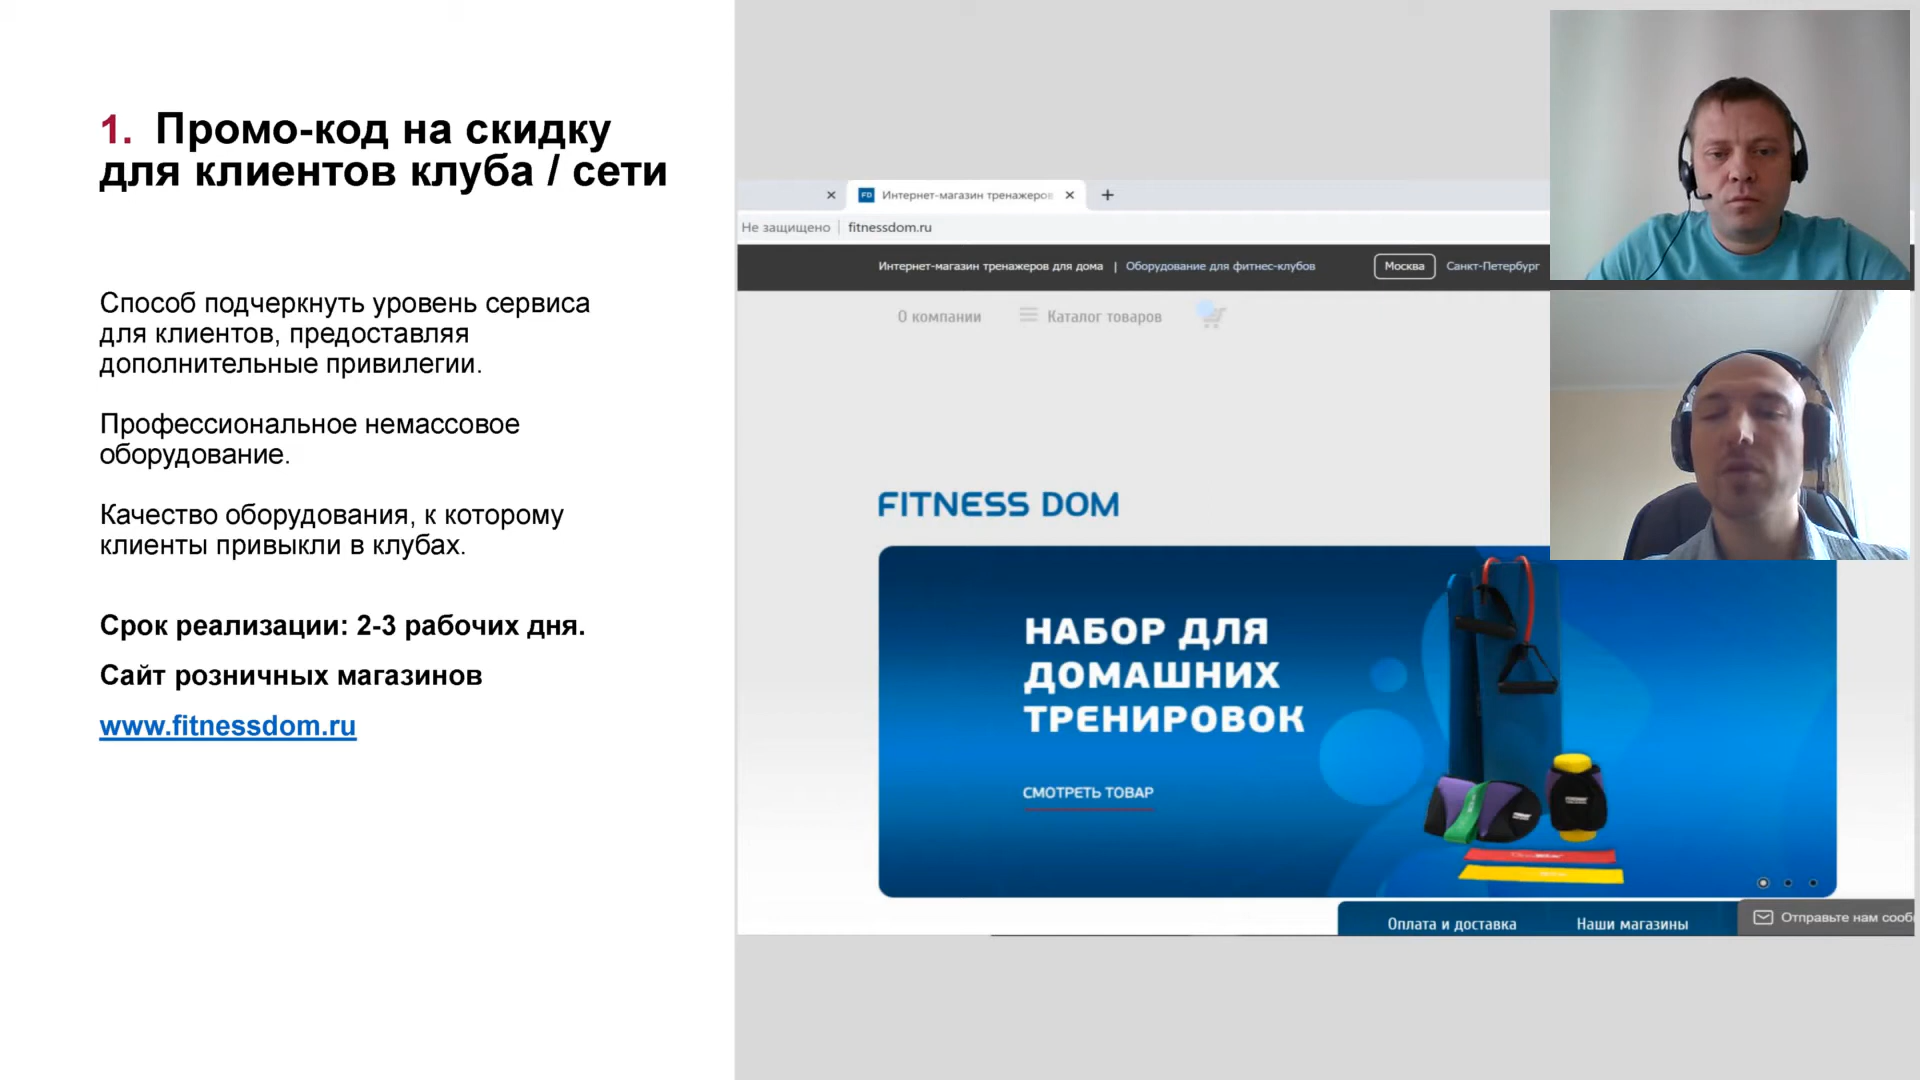 1. Промо-код на скидку
для клиентов клуба / сети
Способ подчеркнуть уровень сервиса
для клиентов, предоставляя
дополнительные привилегии.
Профессиональное немассовое
оборудование.
Качество оборудования, к которому
клиенты привыкли в клубах.
Срок реализации: 2-3 рабочих дня.
Сайт розничных магазинов
www.fitnessdom.ru
FD Интернет-магазин тренажеров
Не защищено | fitnessdom.ru
Интернет-магазин тренажеров для дома | Оборудование для фитнес-клубов Москва Санкт-Петербург
О компании Каталог товаров
FITNESS DOM
НАБОР ДЛЯ
ДОМАШНИХ
ТРЕНИРОВОК
СМОТРЕТЬ ТОВАР
Оплата и доставка Наши магазины Отправьте нам сооб